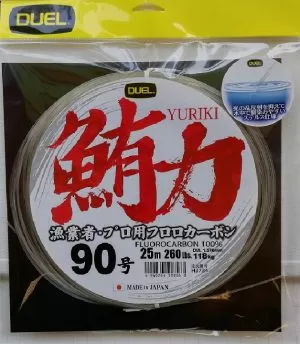 DUEL
DUEL
YURIKI
鮪力
漁業者・プロ用フロロカーボン
FLUOROCARBON 100%
90号
25m 260lbs. 118kg
MADE IN JAPAN